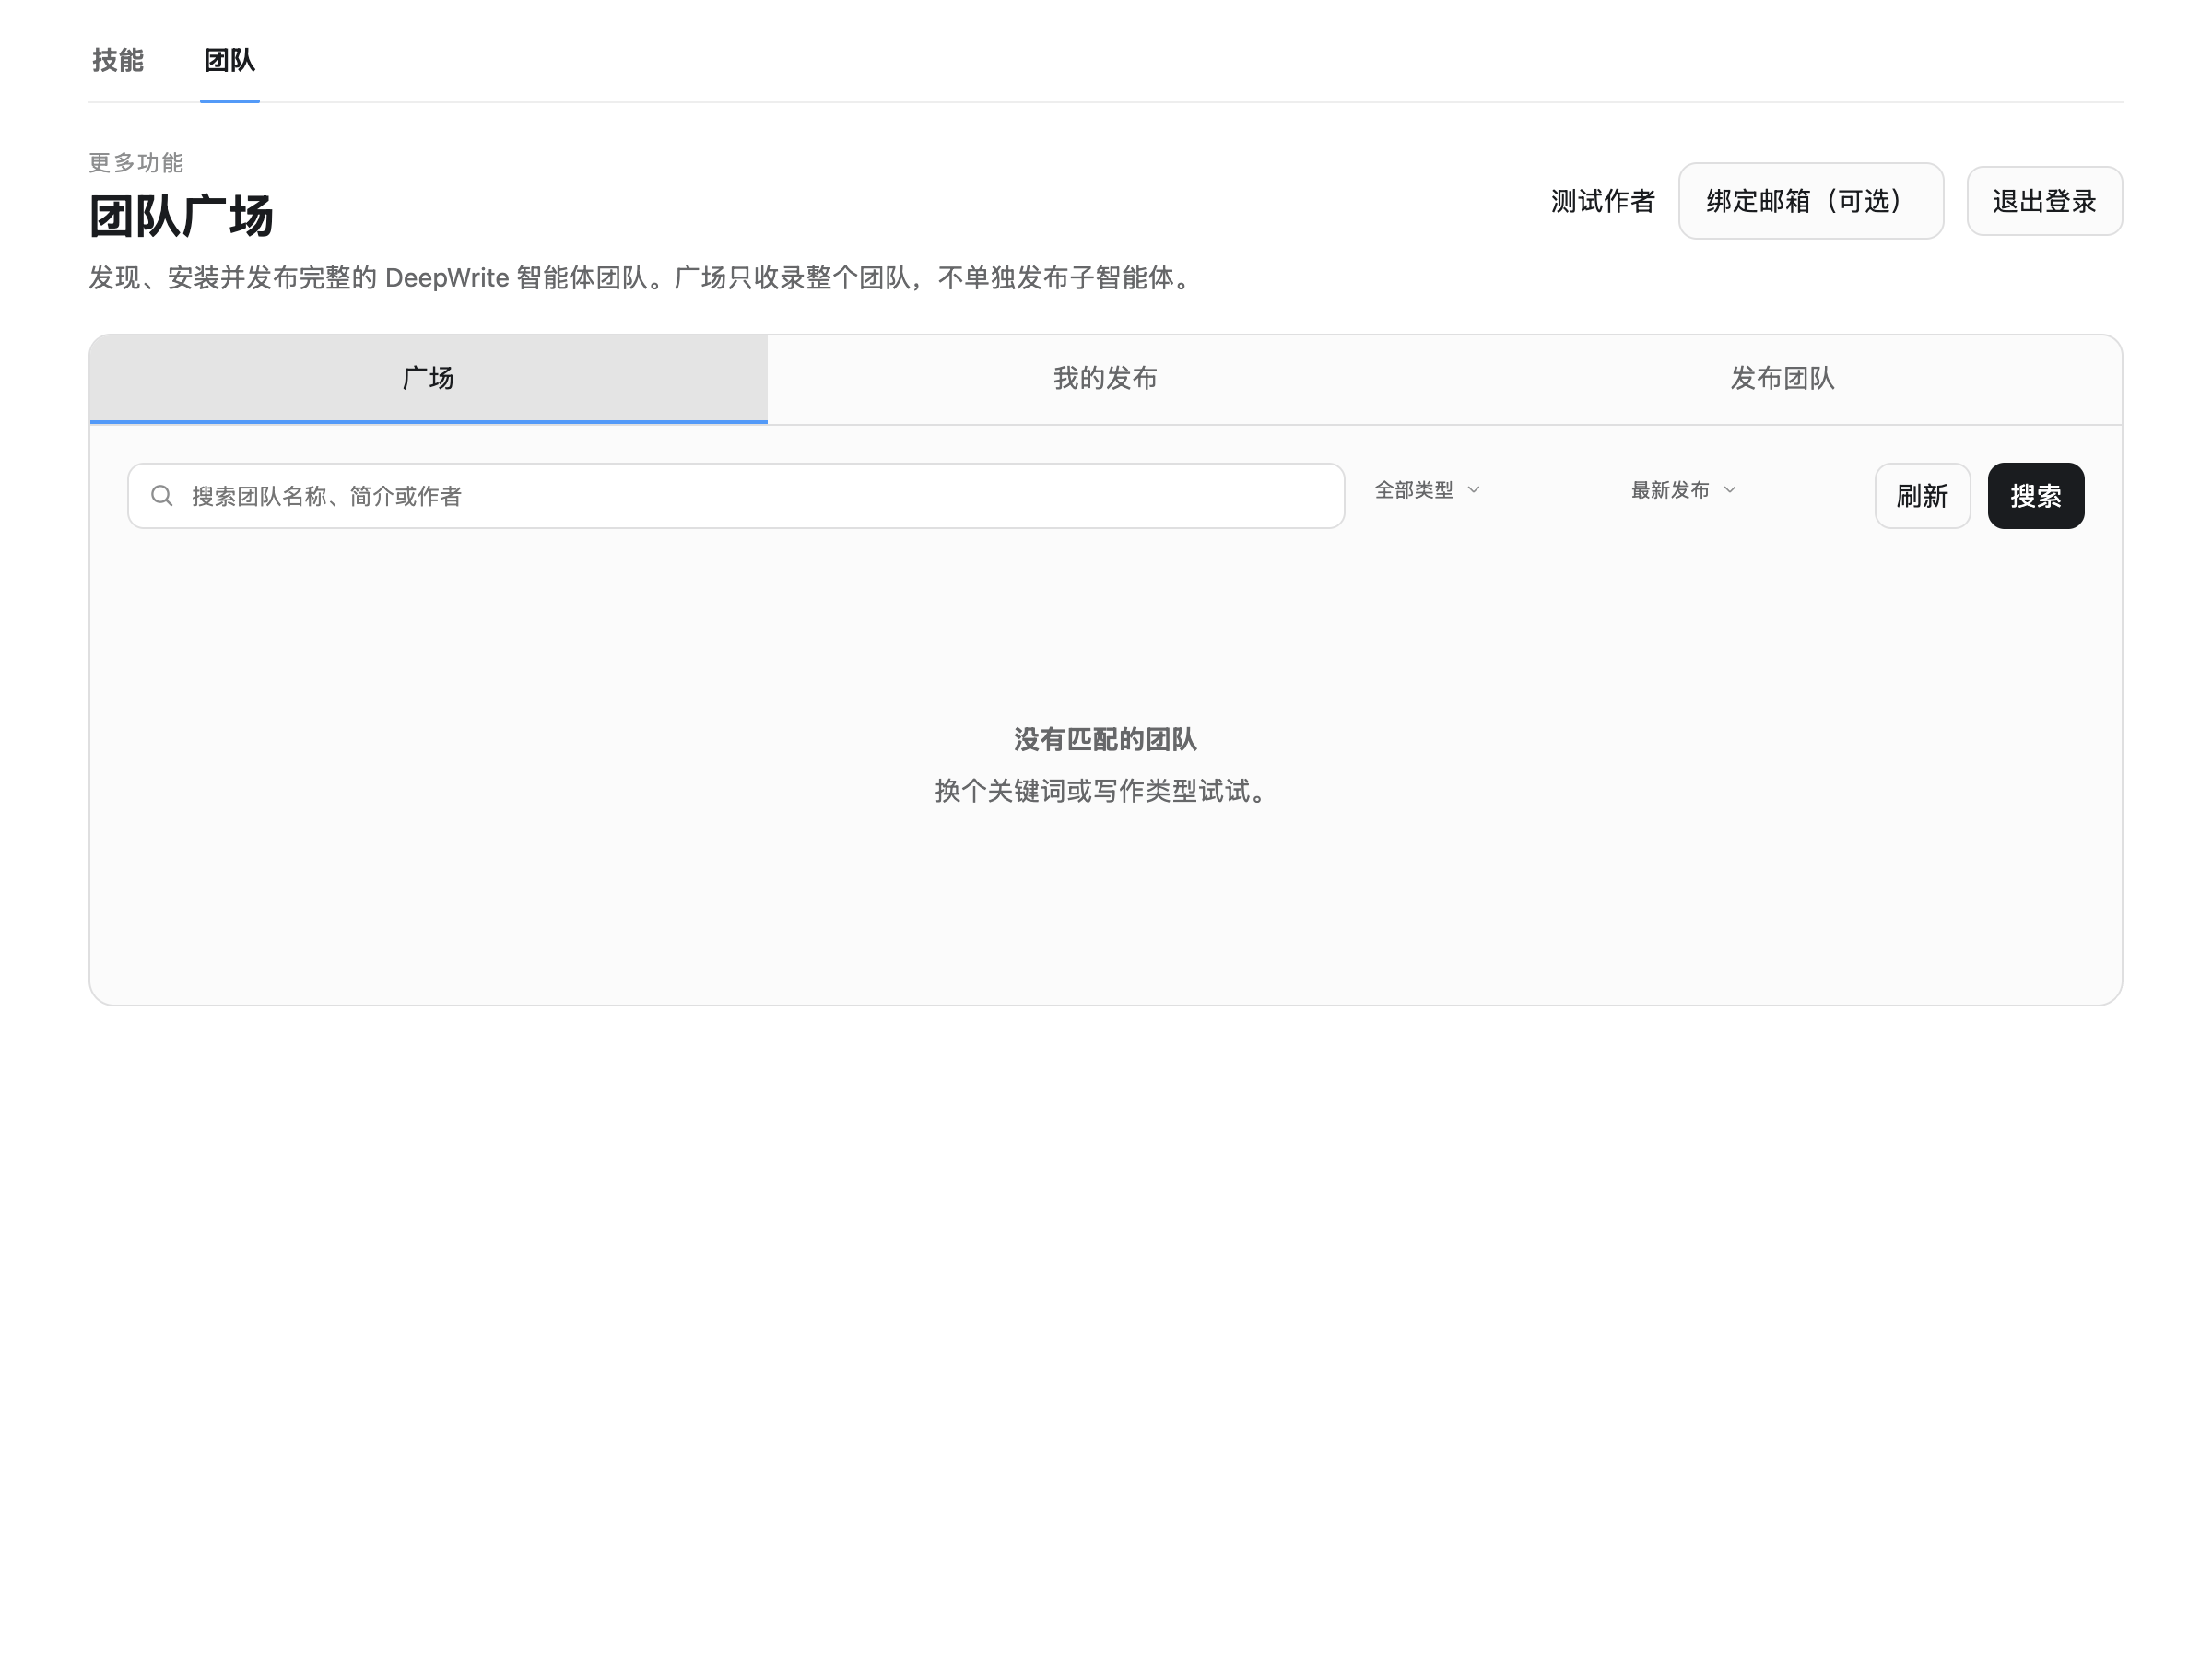 技能 团队
更多功能
团队广场
测试作者 绑定邮箱（可选） 退出登录
发现、安装并发布完整的 DeepWrite 智能体团队。广场只收录整个团队，不单独发布子智能体。
广场 我的发布 发布团队
搜索团队名称、简介或作者 全部类型 最新发布 刷新 搜索
没有匹配的团队
换个关键词或写作类型试试。